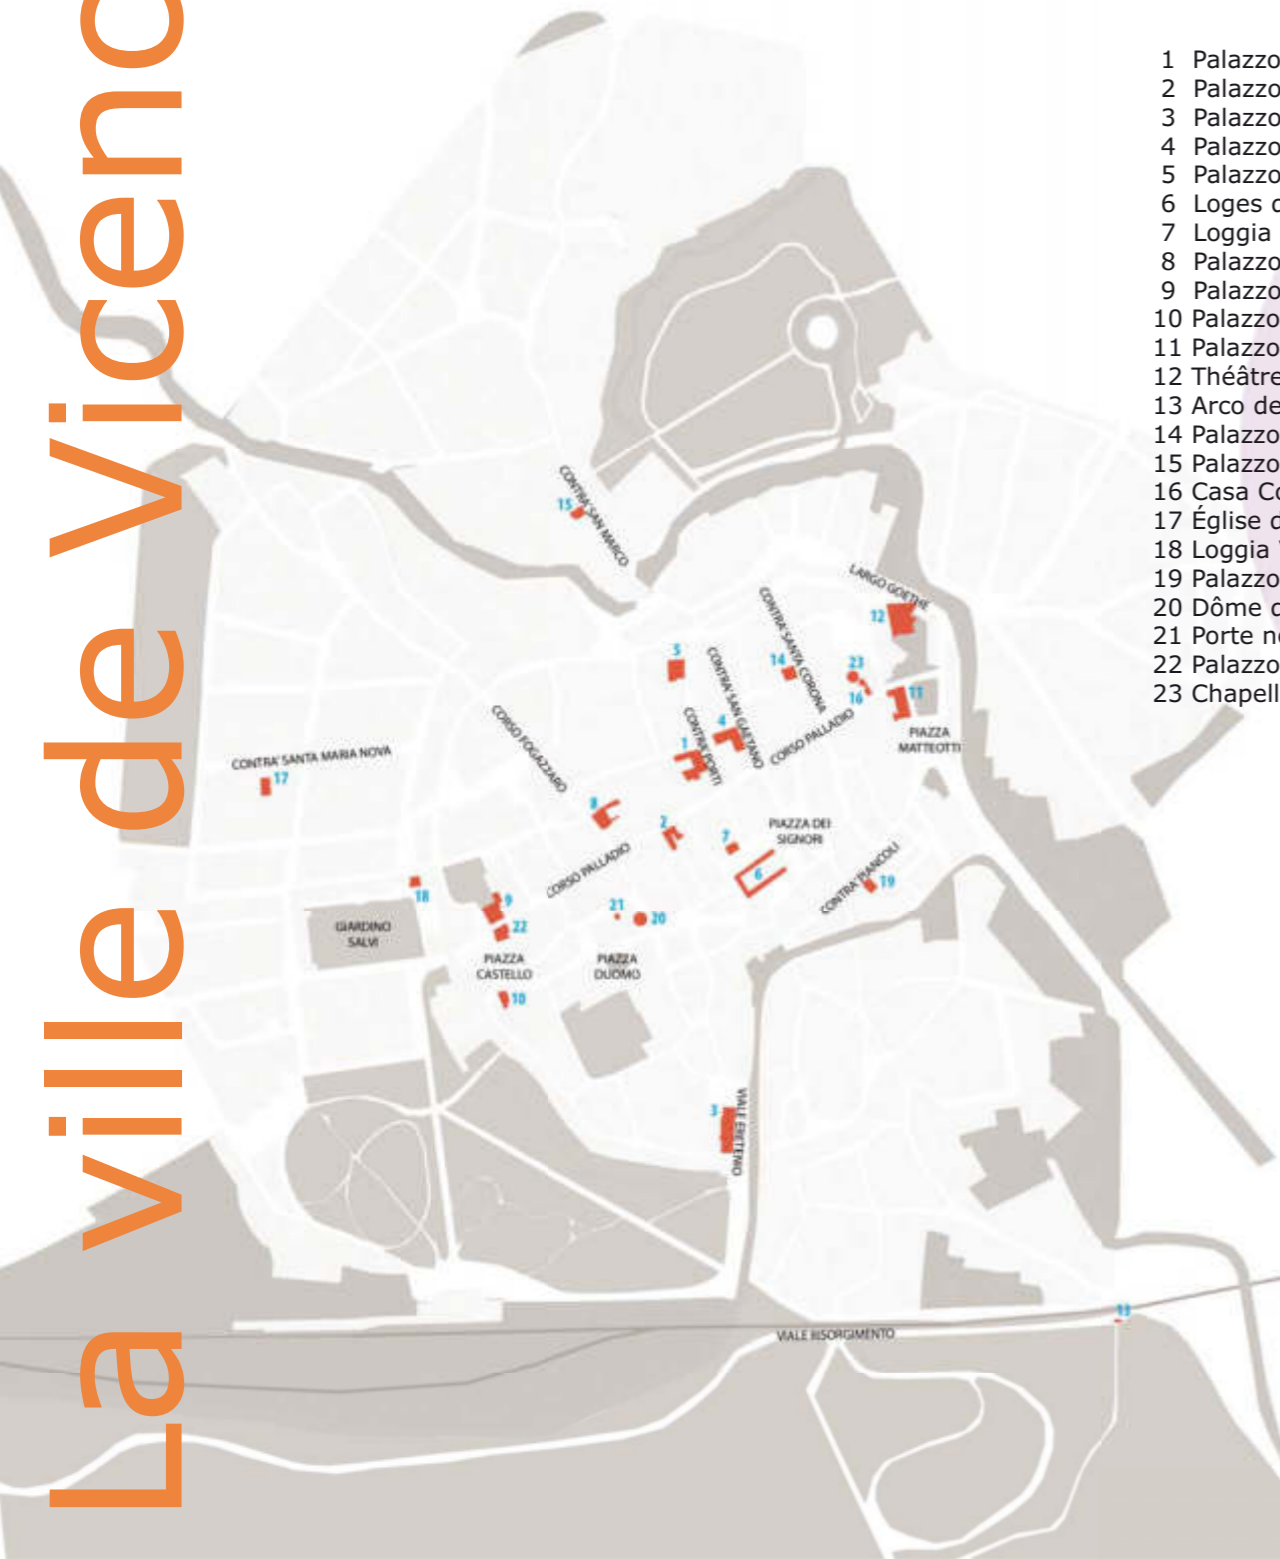 La ville de Vicenc
1 Palazzo
2 Palazzo
3 Palazzo
4 Palazzo
5 Palazzo
6 Loges d
7 Loggia
8 Palazzo
9 Palazzo
10 Palazzo
11 Palazzo
12 Théâtre
13 Arco de
14 Palazzo
15 Palazzo
16 Casa Co
17 Église d
18 Loggia V
19 Palazzo
20 Dôme d
21 Porte no
22 Palazzo
23 Chapell
CONTRA' SAN MARCO
15
LARGO GOETHE
12
CONTRA' SANTA CORONA
14
23
16
11
PIAZZA
MATTEOTTI
5
CONTRA' SAN GAETANO
4
CONTRA' PORTI
1
CORSO PALLADIO
CORSO FOGAZZARO
CONTRA' SANTA MARIA NOVA
17
8
2
7
PIAZZA DEI
SIGNORI
6
CONTRA' PIANCOLI
19
CORSO PALLADIO
18
9
22
21
20
GIARDINO
SALVI
PIAZZA
CASTELLO
PIAZZA
DUOMO
10
3
VIALE ERETENIO
13
VIALE RISORGIMENTO